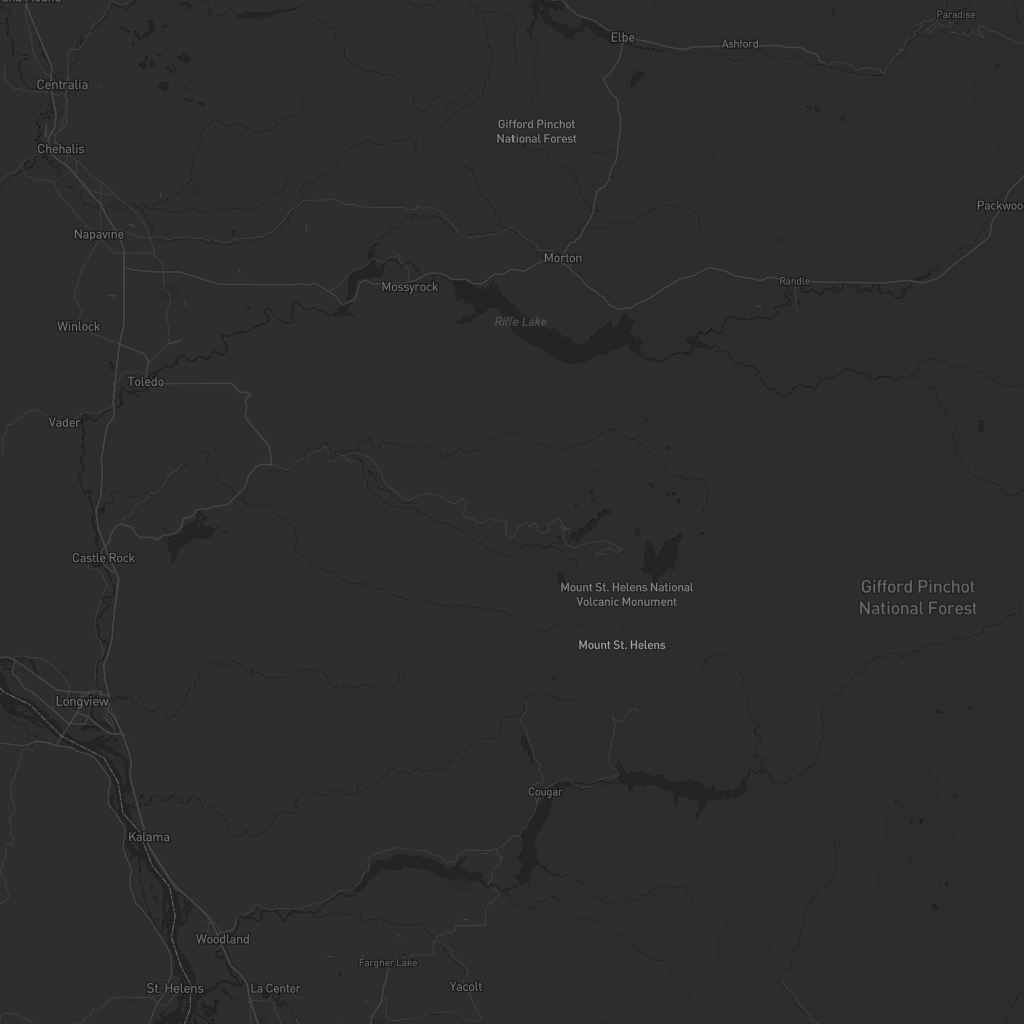 Paradise
Elbe
Ashford
Centralia
Gifford Pinchot
National Forest
Chehalis
Packwoo
Napavine
Morton
Mossyrock
Randle
Riffe Lake
Winlock
Toledo
Vader
Castle Rock
Mount St. Helens National
Volcanic Monument
Gifford Pinchot
National Forest
Mount St. Helens
Longview
Cougar
Kalama
Woodland
Fargher Lake
St. Helens
La Center
Yacolt